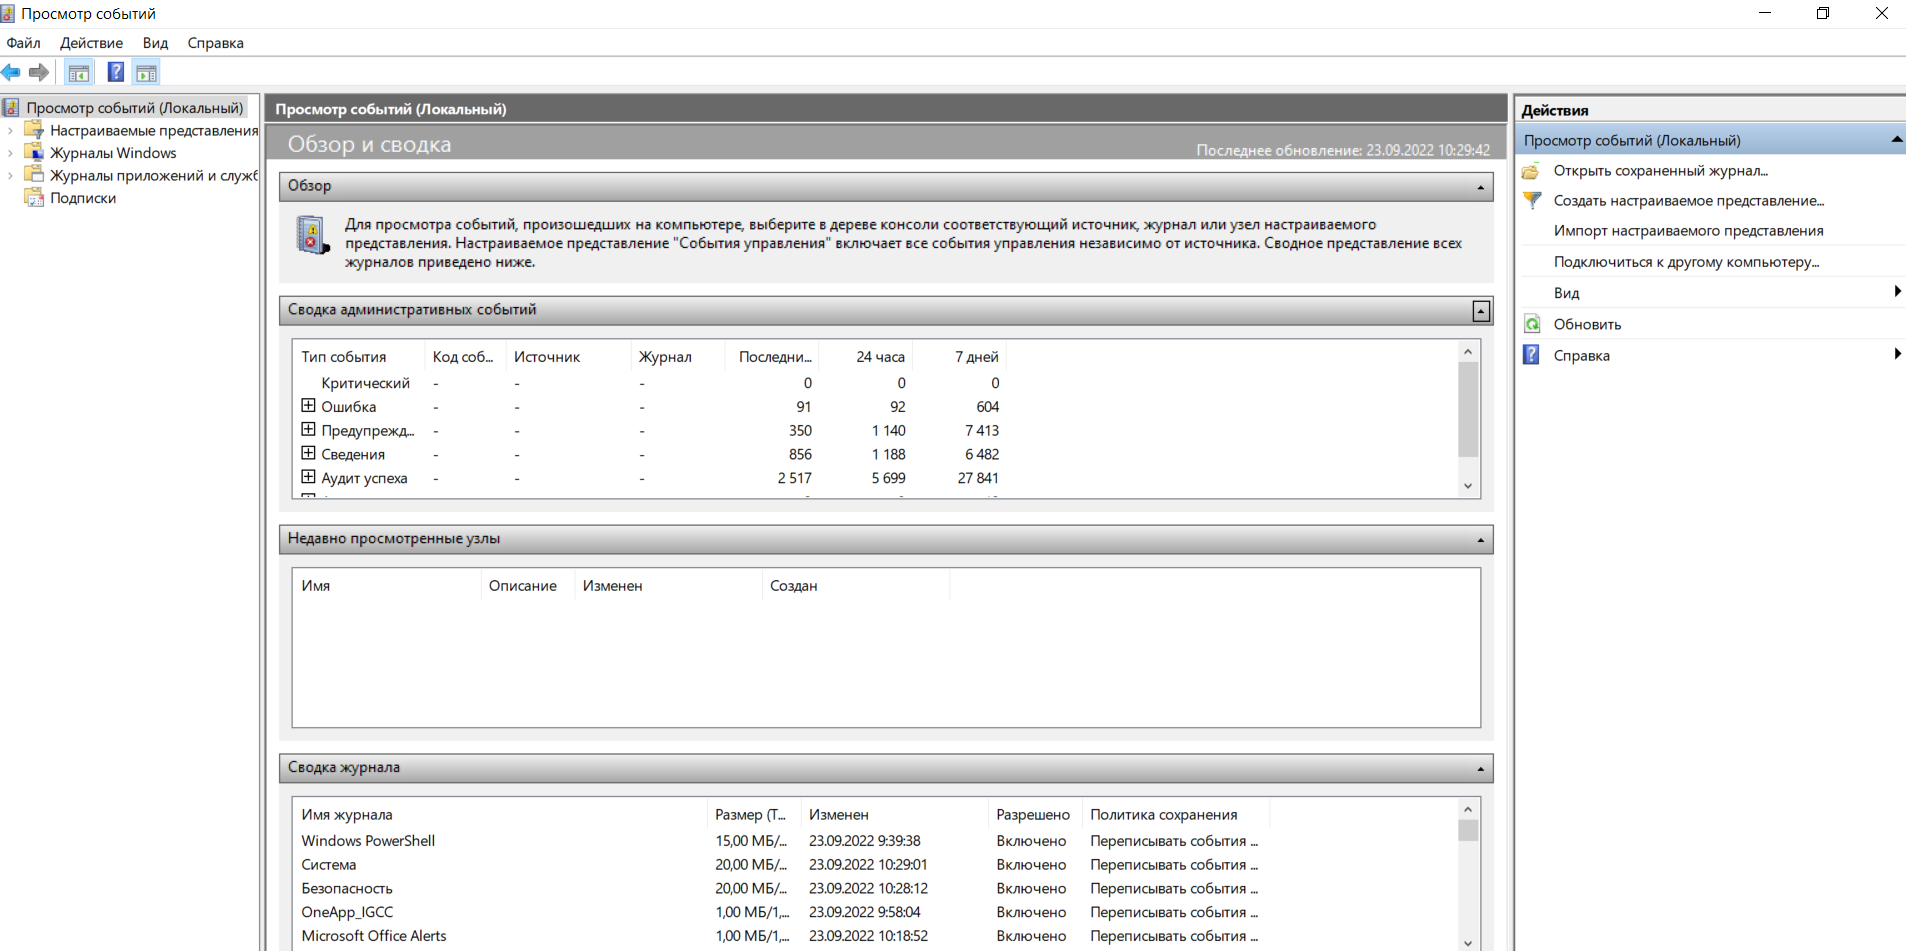 Просмотр событий
Файл Действие Вид Справка
Просмотр событий (Локальный)
Настраиваемые представления
Журналы Windows
Журналы приложений и служб
Подписки
Просмотр событий (Локальный)
Обзор и сводка
Последнее обновление: 23.09.2022 10:29:42
Обзор
Для просмотра событий, произошедших на компьютере, выберите в дереве консоли соответствующий источник, журнал или узел настраиваемого
представления. Настраиваемое представление "События управления" включает все события управления независимо от источника. Сводное представление всех
журналов приведено ниже.
Сводка административных событий
Тип события Код соб... Источник Журнал Последни... 24 часа 7 дней
Критический - - - 0 0 0
Ошибка - - - 91 92 604
Предупрежд... - - - 350 1 140 7 413
Сведения - - - 856 1 188 6 482
Аудит успеха - - - 2 517 5 699 27 841
Недавно просмотренные узлы
Имя Описание Изменен Создан
Сводка журнала
Имя журнала Размер (Т... Изменен Разрешено Политика сохранения
Windows PowerShell 15,00 МБ/... 23.09.2022 9:39:38 Включено Переписывать события ...
Система 20,00 МБ/... 23.09.2022 10:29:01 Включено Переписывать события ...
Безопасность 20,00 МБ/... 23.09.2022 10:28:12 Включено Переписывать события ...
OneApp_IGCC 1,00 МБ/1,... 23.09.2022 9:58:04 Включено Переписывать события ...
Microsoft Office Alerts 1,00 МБ/1,... 23.09.2022 10:18:52 Включено Переписывать события ...
Действия
Просмотр событий (Локальный)
Открыть сохраненный журнал...
Создать настраиваемое представление...
Импорт настраиваемого представления
Подключиться к другому компьютеру...
Вид
Обновить
Справка